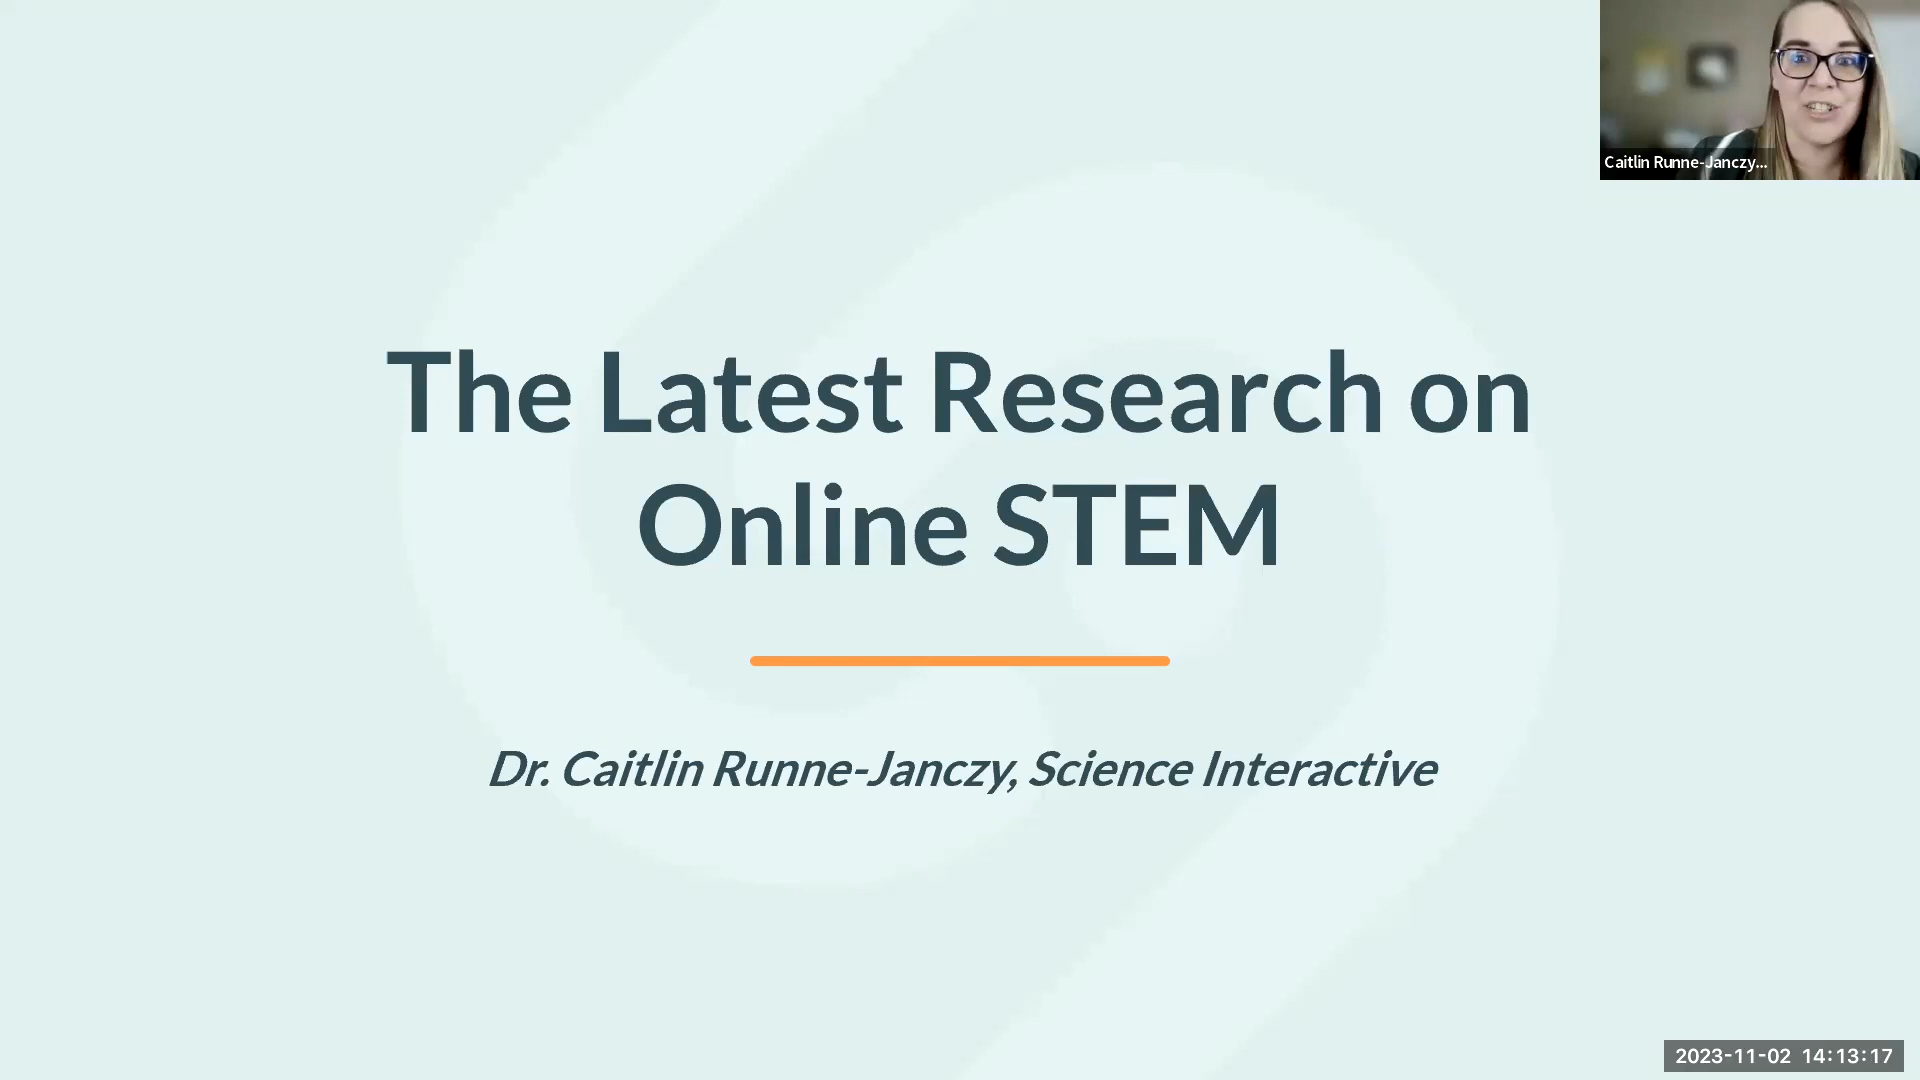 Caitlin Runne-Janczy...
The Latest Research on
Online STEM
Dr. Caitlin Runne-Janczy, Science Interactive
2023-11-02 14:13:17